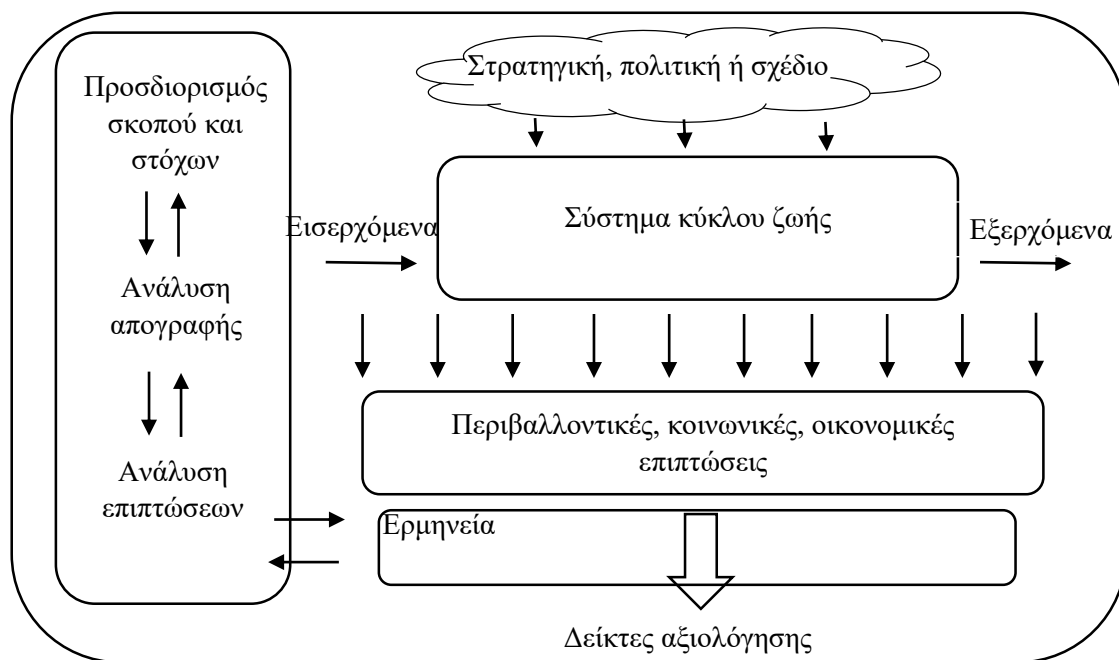 Προσδιορισμός
σκοπού και
στόχων
Ανάλυση
απογραφής
Ανάλυση
επιπτώσεων
Στρατηγική, πολιτική ή σχέδιο
Εισερχόμενα
Σύστημα κύκλου ζωής
Εξερχόμενα
Περιβαλλοντικές, κοινωνικές, οικονομικές
επιπτώσεις
Ερμηνεία
Δείκτες αξιολόγησης